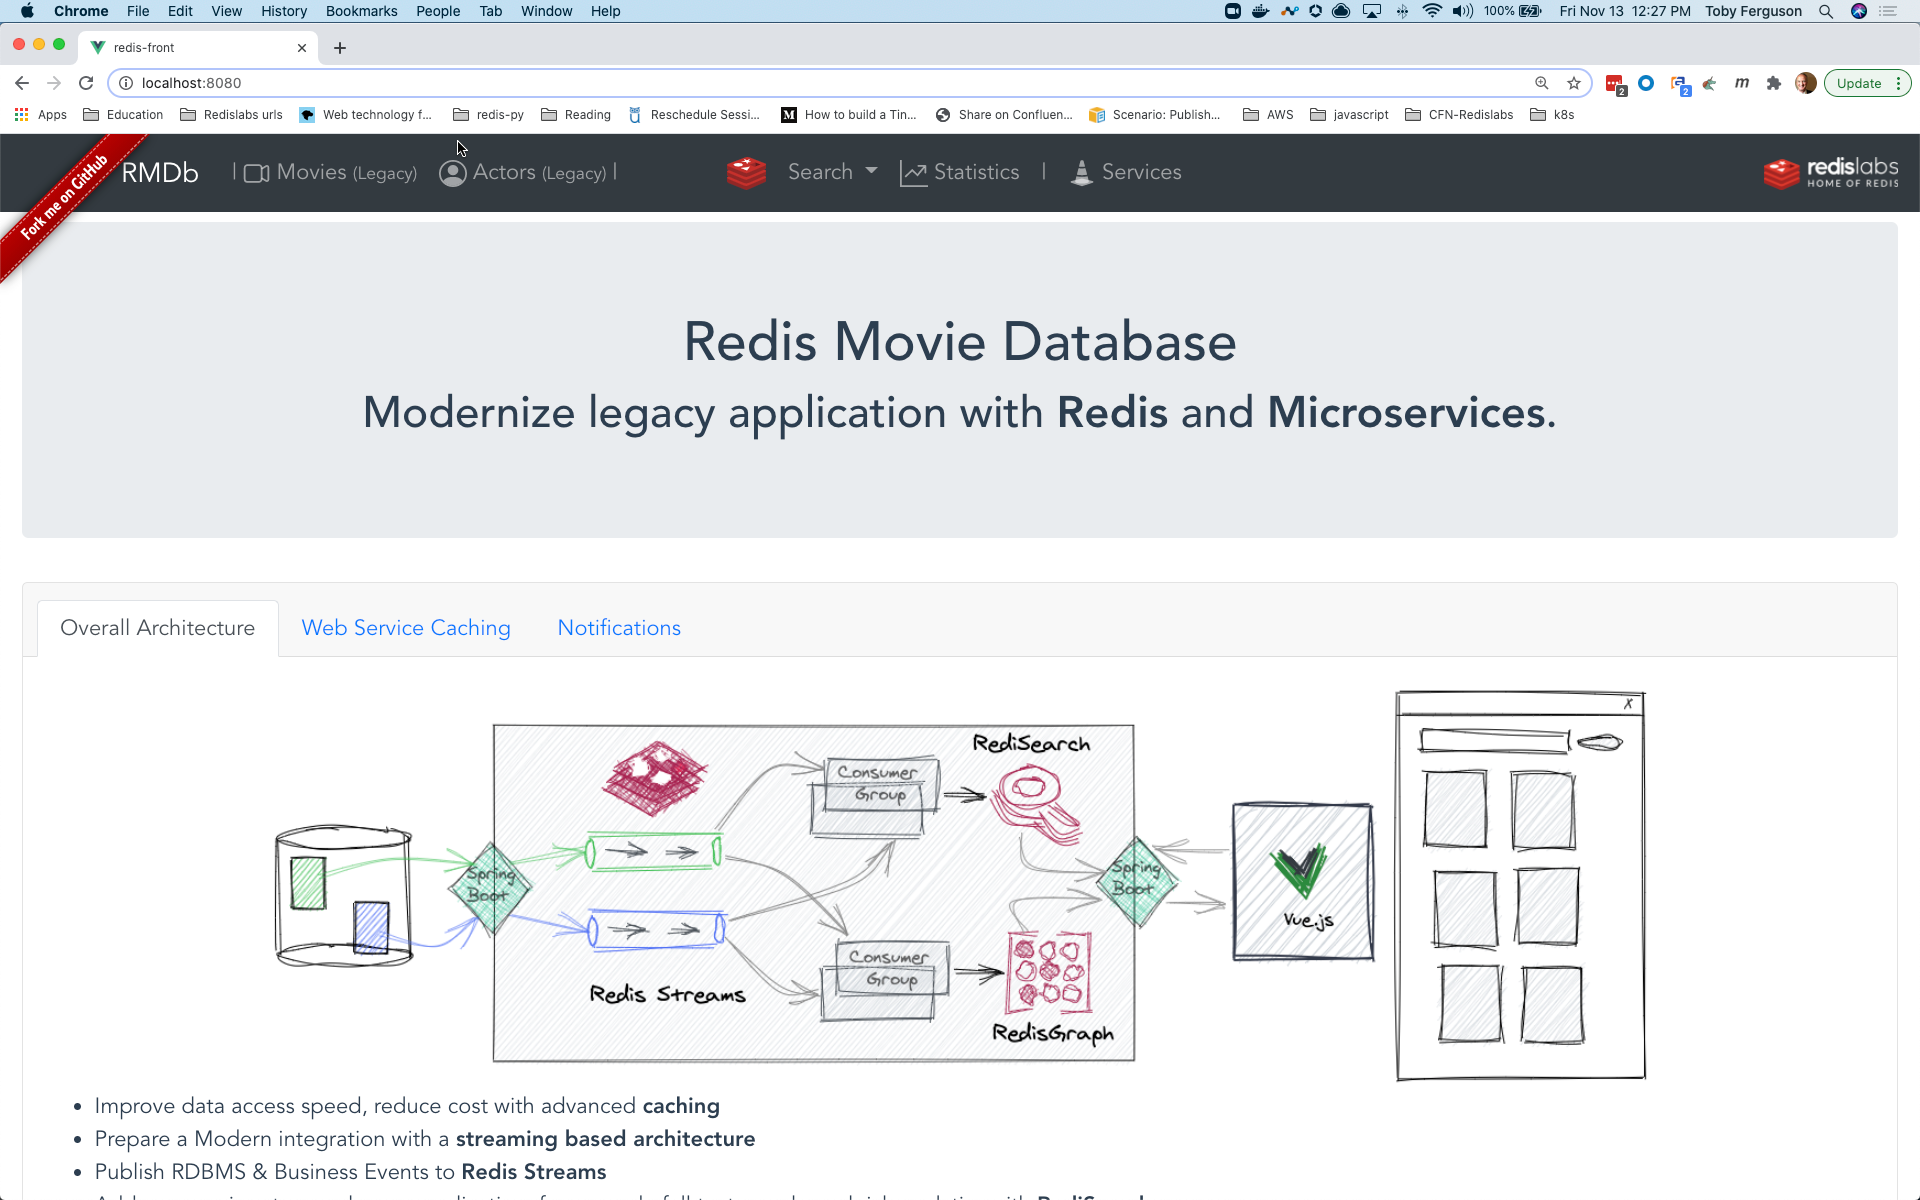 Chrome File Edit View History Bookmarks People Tab Window Help 100% Fri Nov 13 12:27 PM Toby Ferguson
redis-front
localhost:8080 2 2 m Update
Apps Education Redislabs urls Web technology f... redis-py Reading Reschedule Sessi... M How to build a Tin... Share on Confluen... Scenario: Publish... AWS javascript CFN-Redislabs k8s
Fork me on GitHub
RMDb | Movies (Legacy) Actors (Legacy) | Search Statistics | Services redislabs
HOME OF REDIS
Redis Movie Database
Modernize legacy application with Redis and Microservices.
Overall Architecture Web Service Caching Notifications
X
RediSearch
Consumer
Group
Spring
Boot
Spring
Boot
Vue.js
Consumer
Group
Redis Streams
RedisGraph
• Improve data access speed, reduce cost with advanced caching
• Prepare a Modern integration with a streaming based architecture
• Publish RDBMS & Business Events to Redis Streams